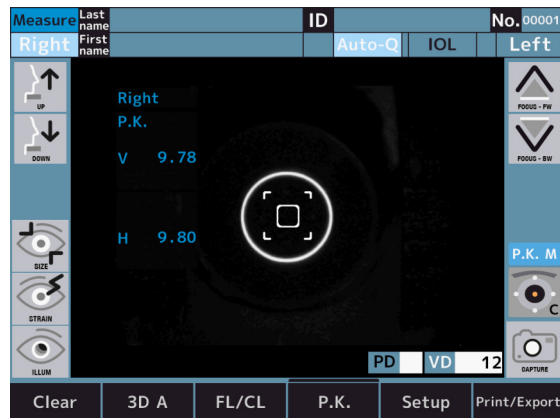 Measure Last name ID No. 00001
Right First name Auto-Q IOL Left
UP
FOCUS - FW
Right
P.K.
DOWN
FOCUS - BW
V 9.78
H 9.80
SIZE
P.K. M
STRAIN
C
ILLUM
CAPTURE
PD VD 12
Clear 3D A FL/CL P.K. Setup Print/Export